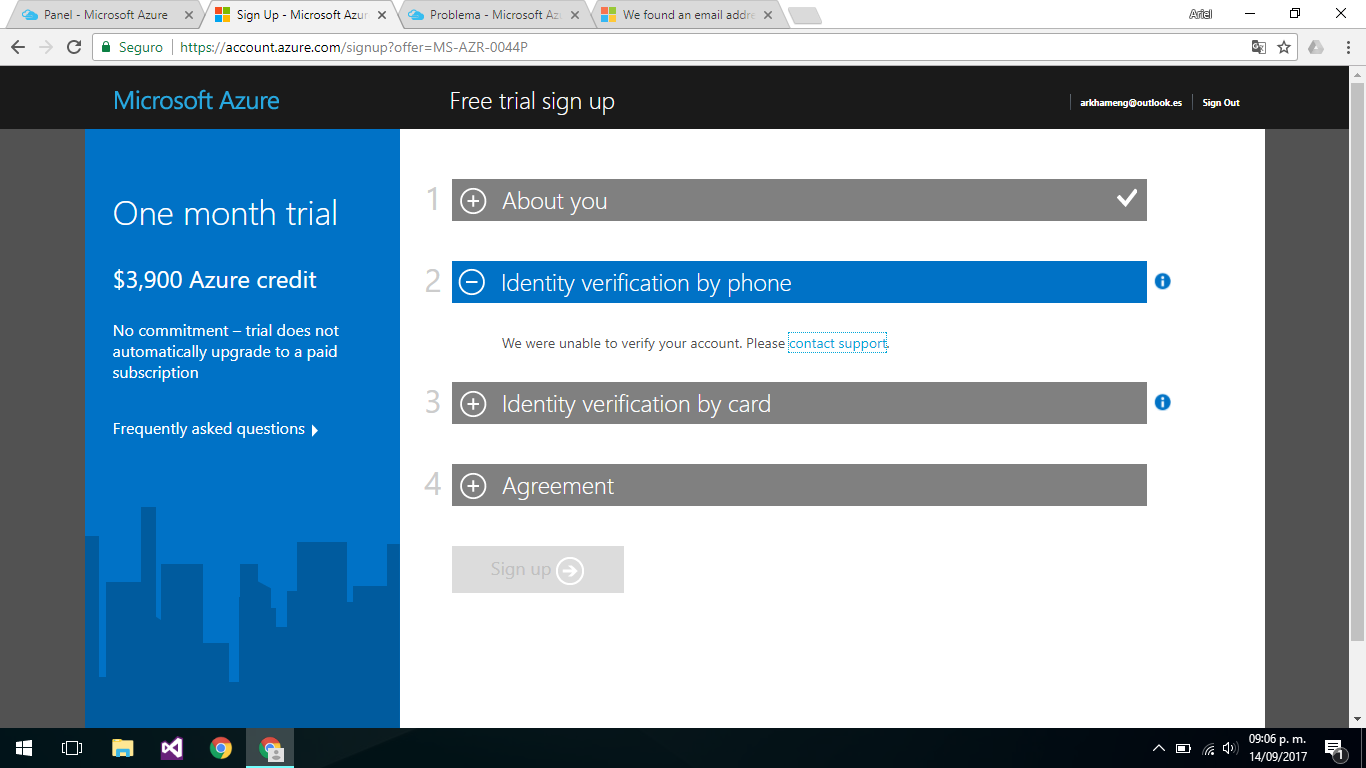 Panel - Microsoft Azure
Sign Up - Microsoft Azur
Problema - Microsoft Az
We found an email addre
Ariel
Seguro
https://account.azure.com/signup?offer=MS-AZR-0044P
Microsoft Azure
Free trial sign up
arkhameng@outlook.es
Sign Out
One month trial
$3,900 Azure credit
No commitment – trial does not
automatically upgrade to a paid
subscription
Frequently asked questions
1
About you
2
Identity verification by phone
We were unable to verify your account. Please contact support.
3
Identity verification by card
4
Agreement
Sign up
09:06 p. m.
14/09/2017
1